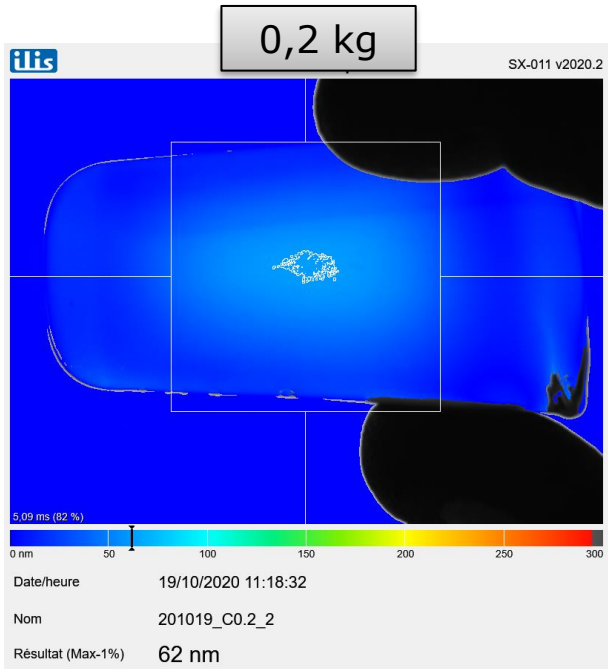 0,2 kg
ilis
SX-011 v2020.2
5,09 ms (82 %)
0 nm 50 100 150 200 250 300
Date/heure 19/10/2020 11:18:32
Nom 201019_C0.2_2
Résultat (Max-1%) 62 nm